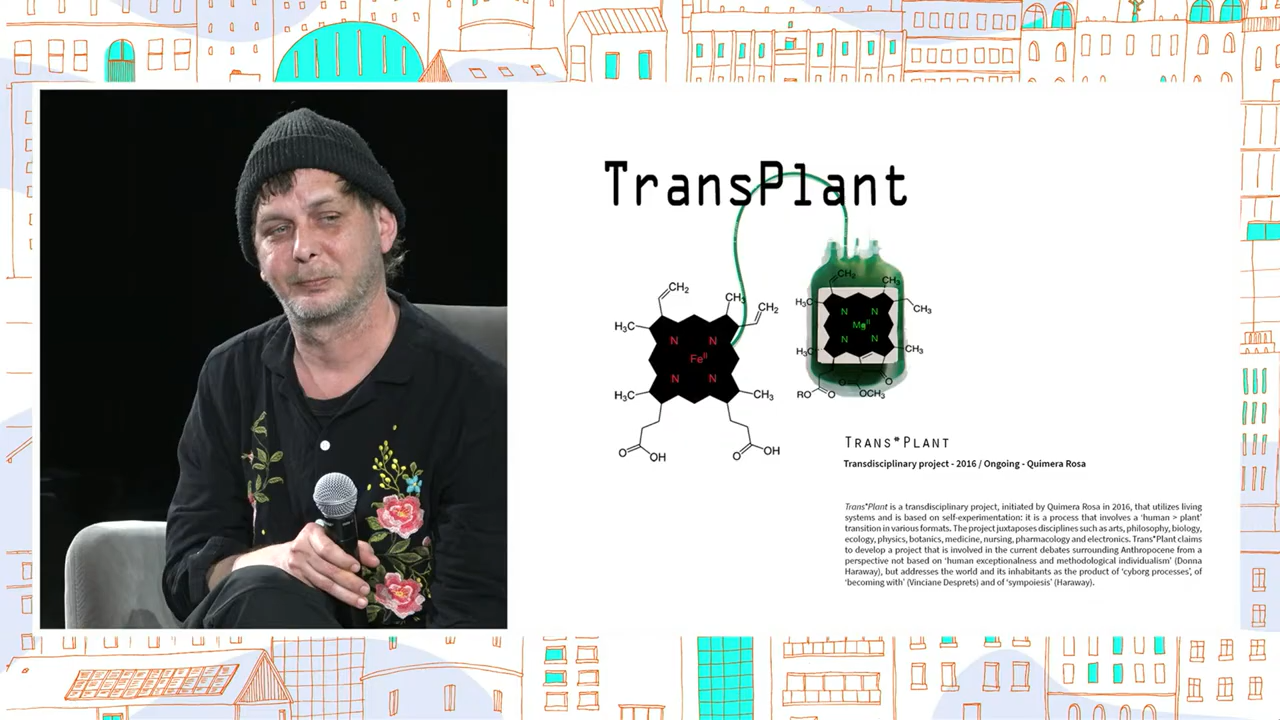 TransPlant
CH₂
CH₃
CH₂
H₃C
N
N
Feᴵᴵ
N
N
H₃C
CH₃
O
OH
O
OH
CH₂
CH₃
H₃C
N
N
CH₃
Mgᴵᴵ
N
N
H₃C
CH₃
O
O
RO
O
OCH₃
Trans*Plant
Transdisciplinary project - 2016 / Ongoing - Quimera Rosa
Trans*Plant is a transdisciplinary project, initiated by Quimera Rosa in 2016, that utilizes living
systems and is based on self-experimentation: it is a process that involves a 'human > plant'
transition in various formats. The project juxtaposes disciplines such as arts, philosophy, biology,
ecology, physics, botanics, medicine, nursing, pharmacology and electronics. Trans*Plant claims
to develop a project that is involved in the current debates surrounding Anthropocene from a
perspective not based on 'human exceptionalness and methodological individualism' (Donna
Haraway), but addresses the world and its inhabitants as the product of 'cyborg processes', of
'becoming with' (Vinciane Desprets) and of 'sympoiesis' (Haraway).